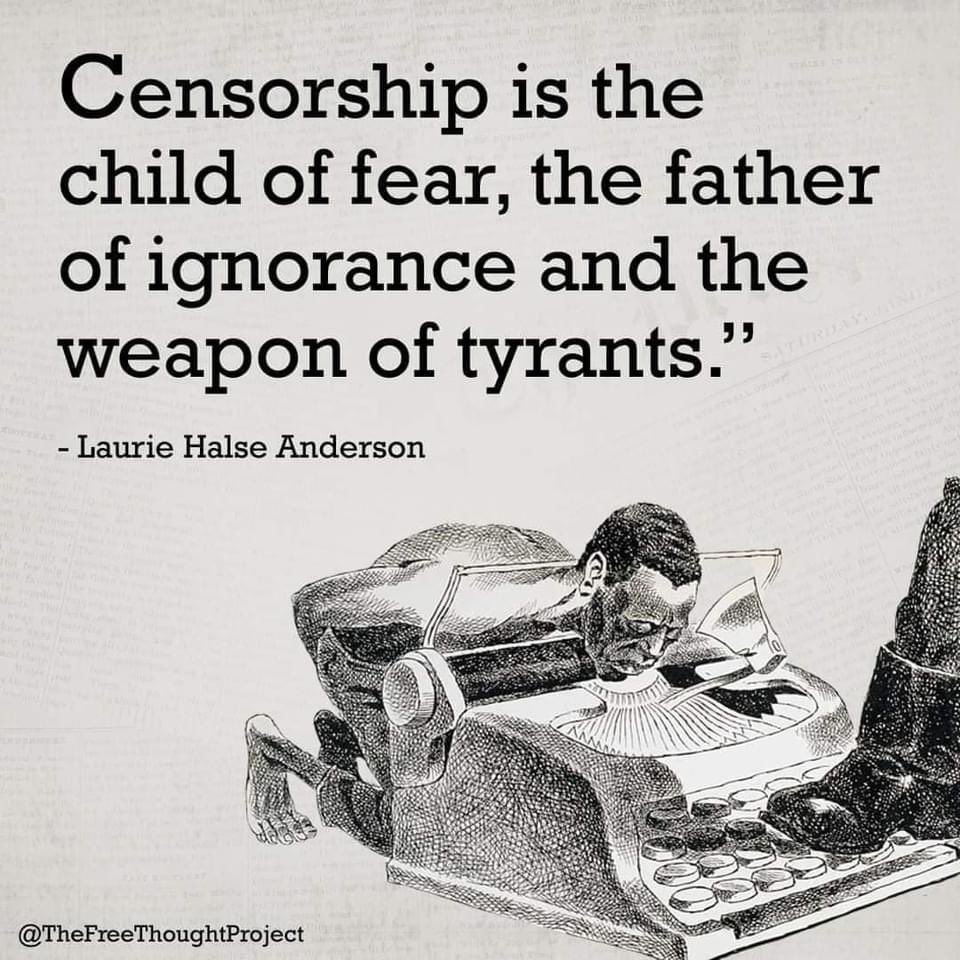 Censorship is the
child of fear, the father
of ignorance and the
weapon of tyrants.”
- Laurie Halse Anderson
@TheFreeThoughtProject